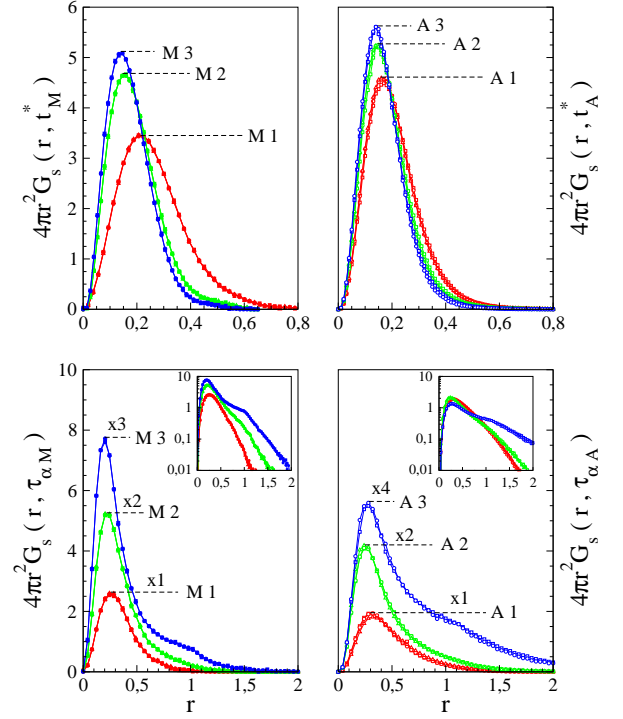 6
5
4
3
2
1
0
0
0,2
0,4
0,6
0,8
4πr²Gₛ ( r , t*_M )
M 3
M 2
M 1
0
0,2
0,4
0,6
0,8
A 3
A 2
A 1
4πr²Gₛ ( r , t*_A )
10
8
6
4
2
0
0
0,5
1
1,5
2
r
4πr²Gₛ ( r , τ_αM )
x3
M 3
x2
M 2
x1
M 1
10
1
0,1
0,01
0
0,5
1
1,5
2
0
0,5
1
1,5
2
r
x4
A 3
x2
A 2
x1
A 1
10
1
0,1
0,01
0
0,5
1
1,5
2
4πr²Gₛ ( r , τ_αA )